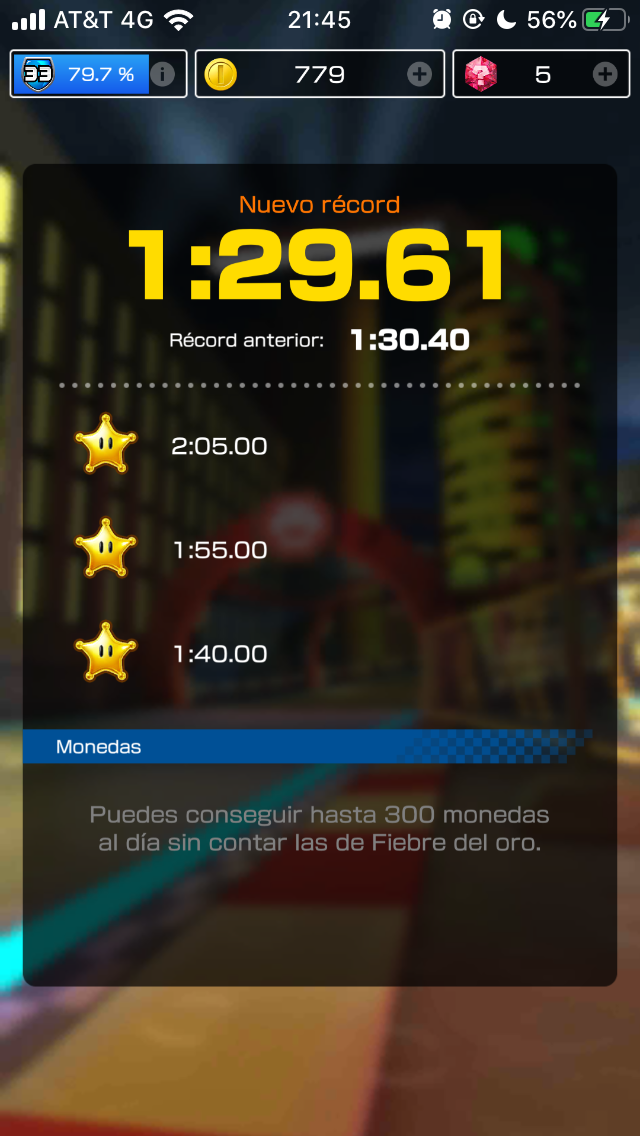 AT&T 4G 21:45 56%
33 79.7 % i 779 + ? 5 +
Nuevo récord
1:29.61
Récord anterior: 1:30.40
2:05.00
1:55.00
1:40.00
Monedas
Puedes conseguir hasta 300 monedas
al día sin contar las de Fiebre del oro.